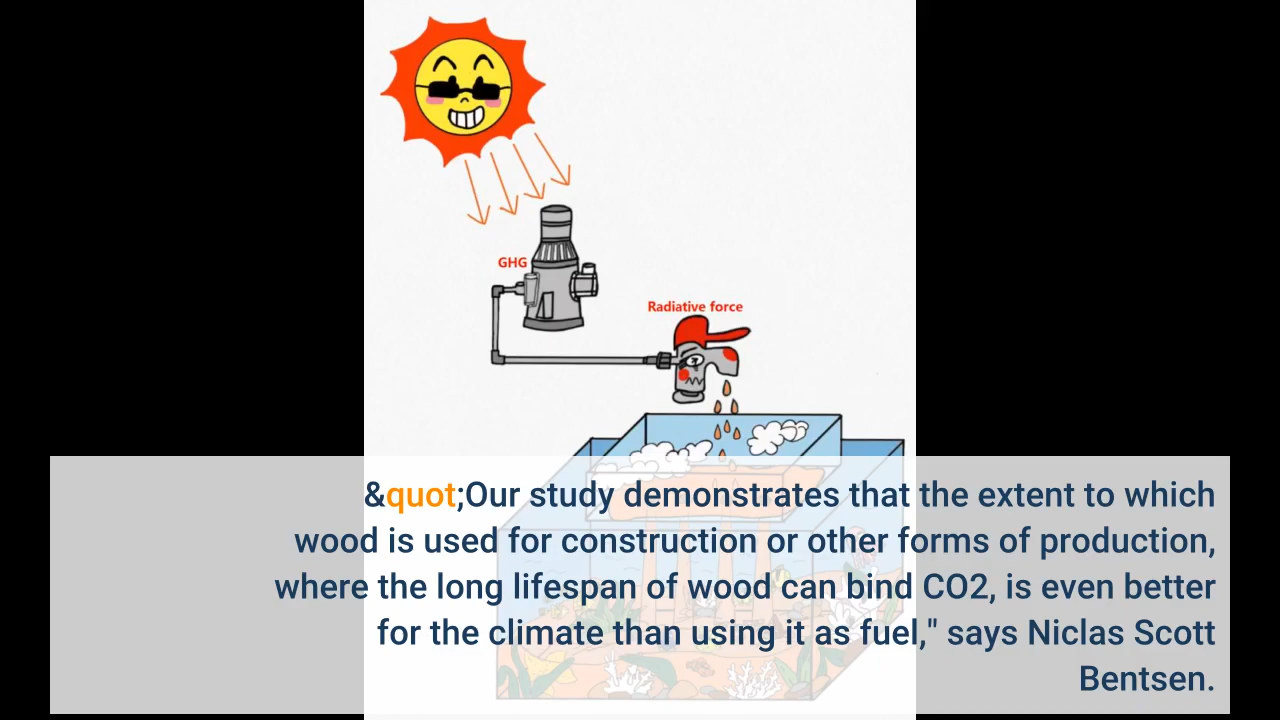 GHG
Radiative force
&quot;Our study demonstrates that the extent to which
wood is used for construction or other forms of production,
where the long lifespan of wood can bind CO2, is even better
for the climate than using it as fuel," says Niclas Scott
Bentsen.